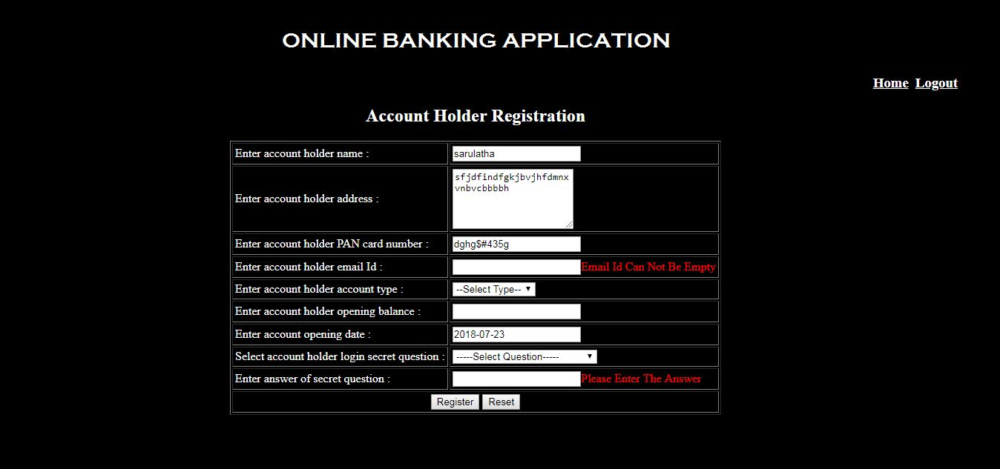 ONLINE BANKING APPLICATION
Home Logout
Account Holder Registration
Enter account holder name : sarulatha
Enter account holder address : sfjdfindfgkjbvjhfdmnx
vnbvcbbbbh
Enter account holder PAN card number : dghg$#435g
Enter account holder email Id : Email Id Can Not Be Empty
Enter account holder account type : --Select Type--
Enter account holder opening balance :
Enter account opening date : 2018-07-23
Select account holder login secret question : -----Select Question-----
Enter answer of secret question : Please Enter The Answer
Register Reset